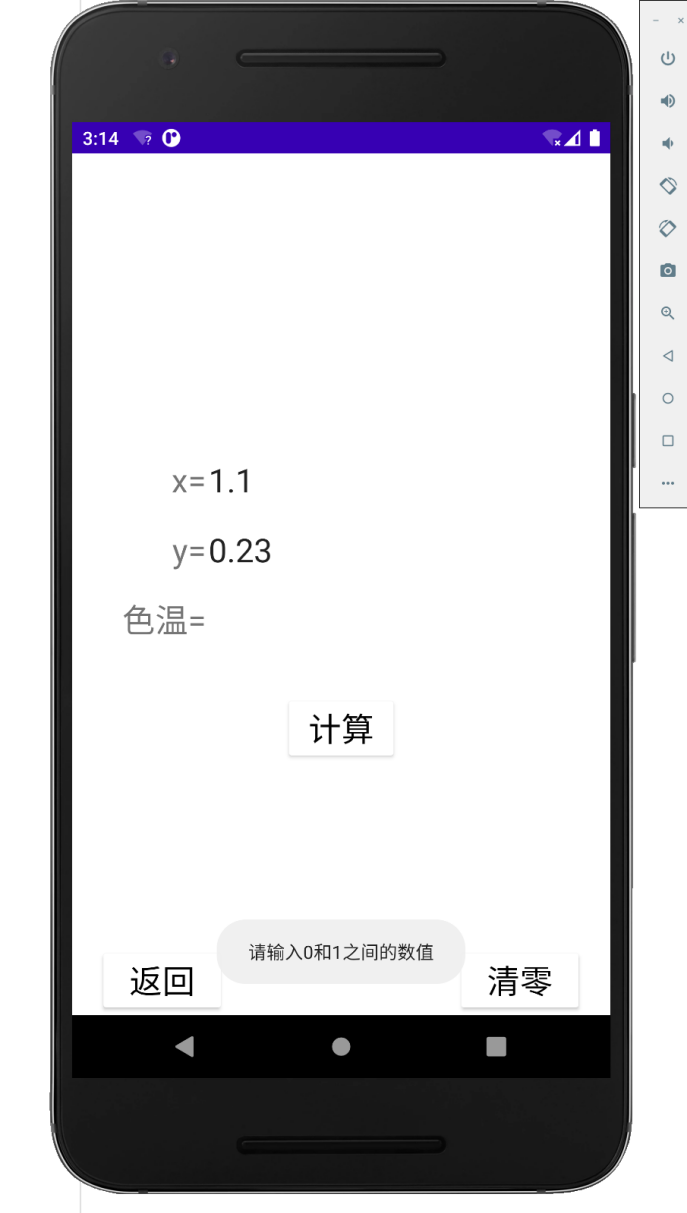 3:14
x=1.1
y=0.23
色温=
计算
请输入0和1之间的数值
返回
清零